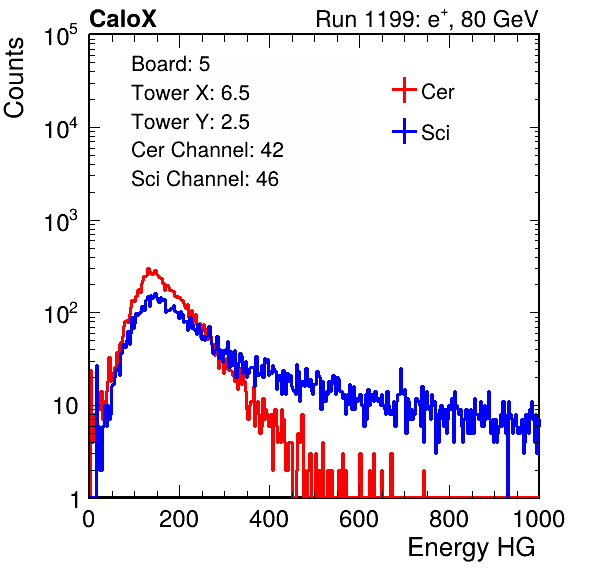 CaloX Run 1199: e⁺, 80 GeV
Counts
Board: 5
Tower X: 6.5
Tower Y: 2.5
Cer Channel: 42
Sci Channel: 46
Cer
Sci
10⁵
10⁴
10³
10²
10
1
0 200 400 600 800 1000
Energy HG